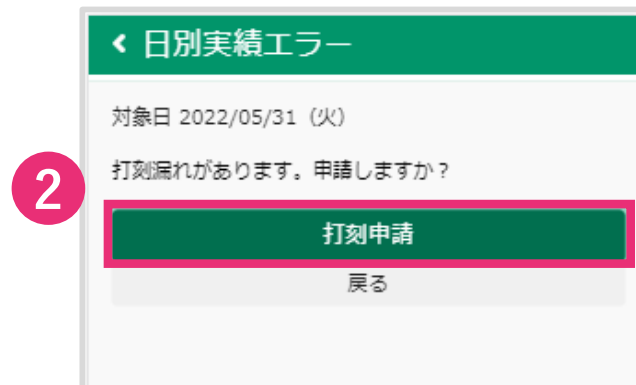 日別実績エラー
対象日 2022/05/31（火）
打刻漏れがあります。申請しますか？
2
打刻申請
戻る